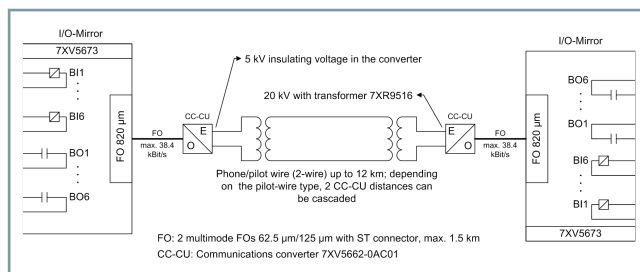 I/O-Mirror
7XV5673
BI1
BI6
BO1
BO6
FO 820 µm
FO
max. 38.4
kBit/s
CC-CU
E
O
5 kV insulating voltage in the converter
20 kV with transformer 7XR9516
Phone/pilot wire (2-wire) up to 12 km; depending
on the pilot-wire type, 2 CC-CU distances can
be cascaded
CC-CU
E
O
FO
max. 38.4
kBit/s
I/O-Mirror
FO 820 µm
BO6
BO1
BI6
BI1
7XV5673
FO: 2 multimode FOs 62.5 µm/125 µm with ST connector, max. 1.5 km
CC-CU: Communications converter 7XV5662-0AC01